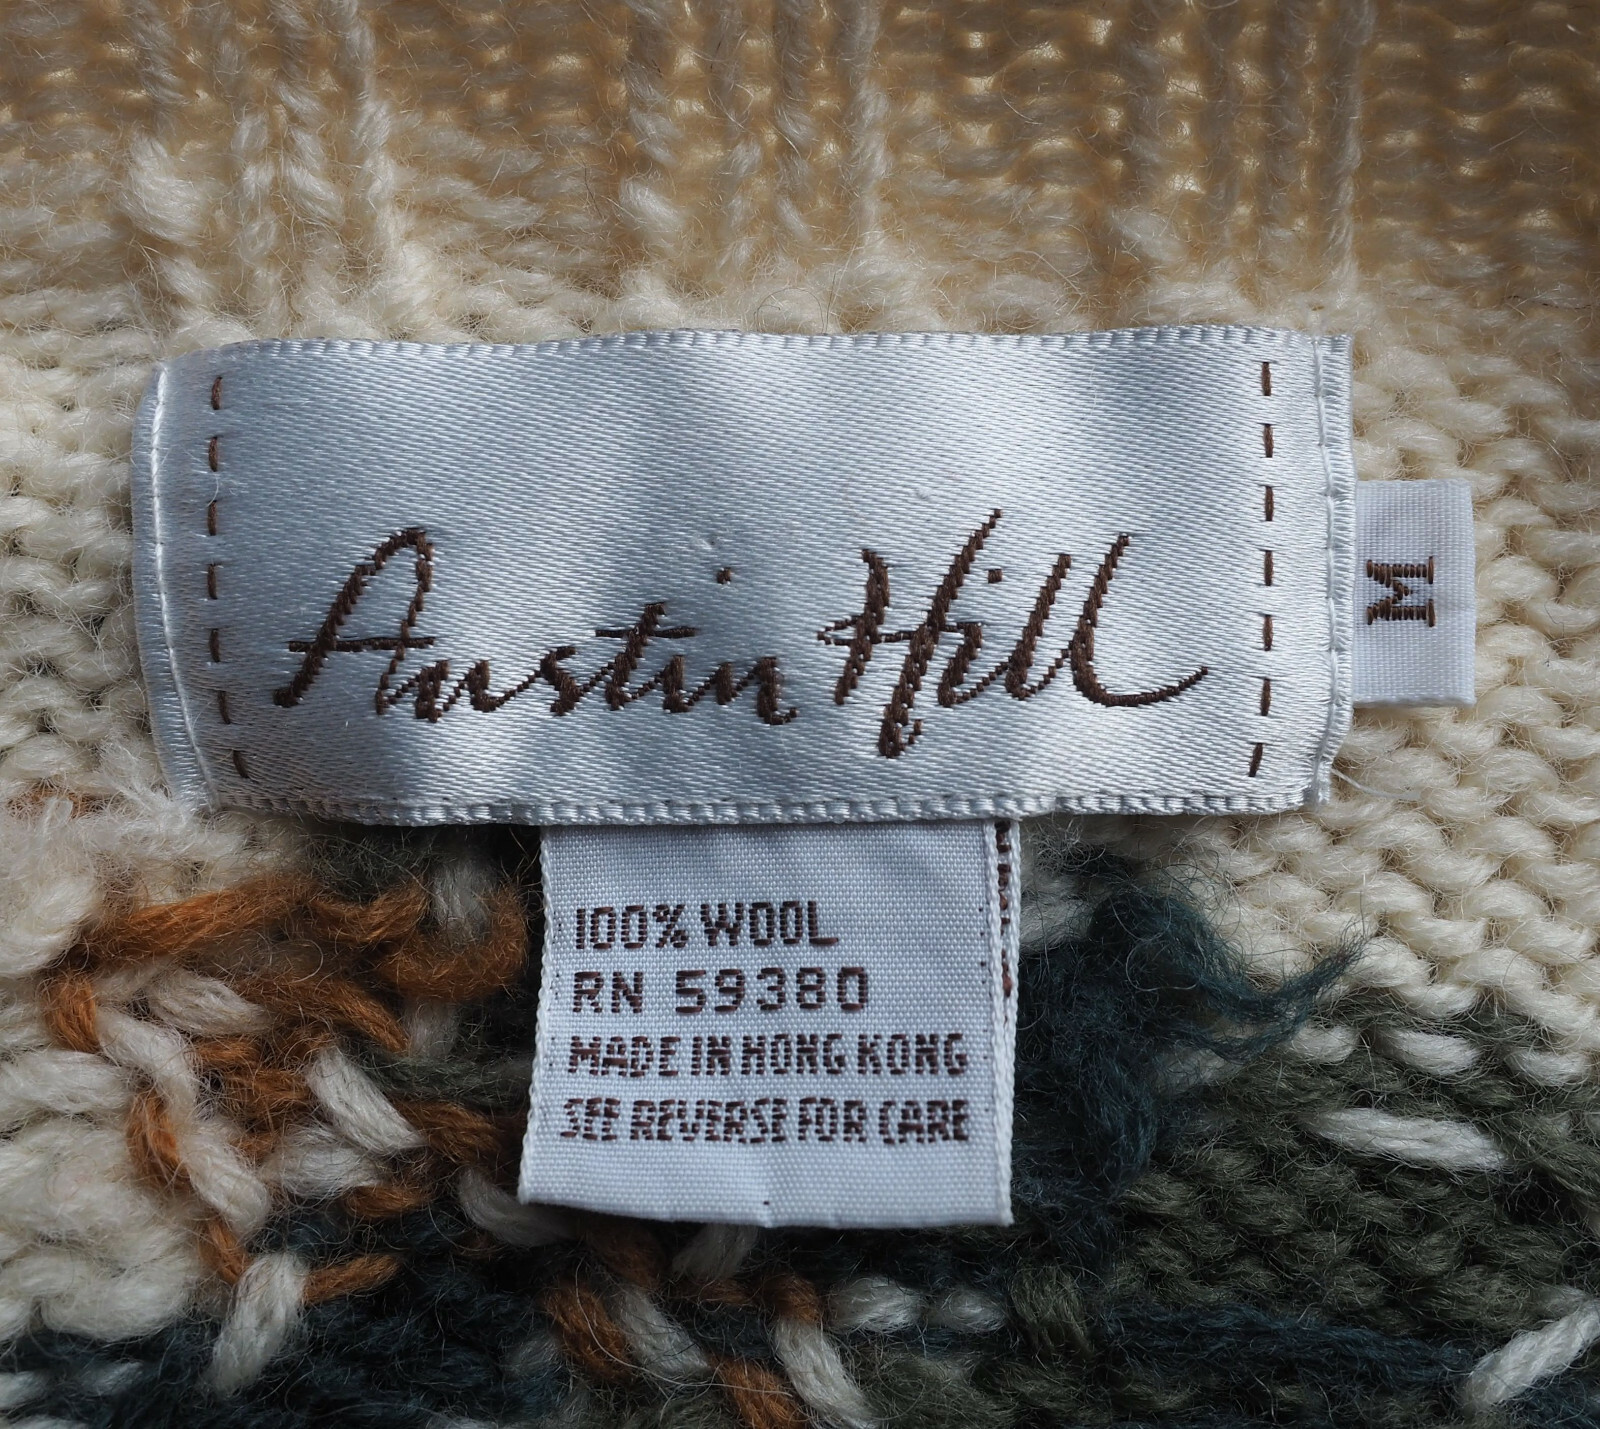 Austin Hill
M
100% WOOL
RN 59380
MADE IN HONG KONG
SEE REVERSE FOR CARE